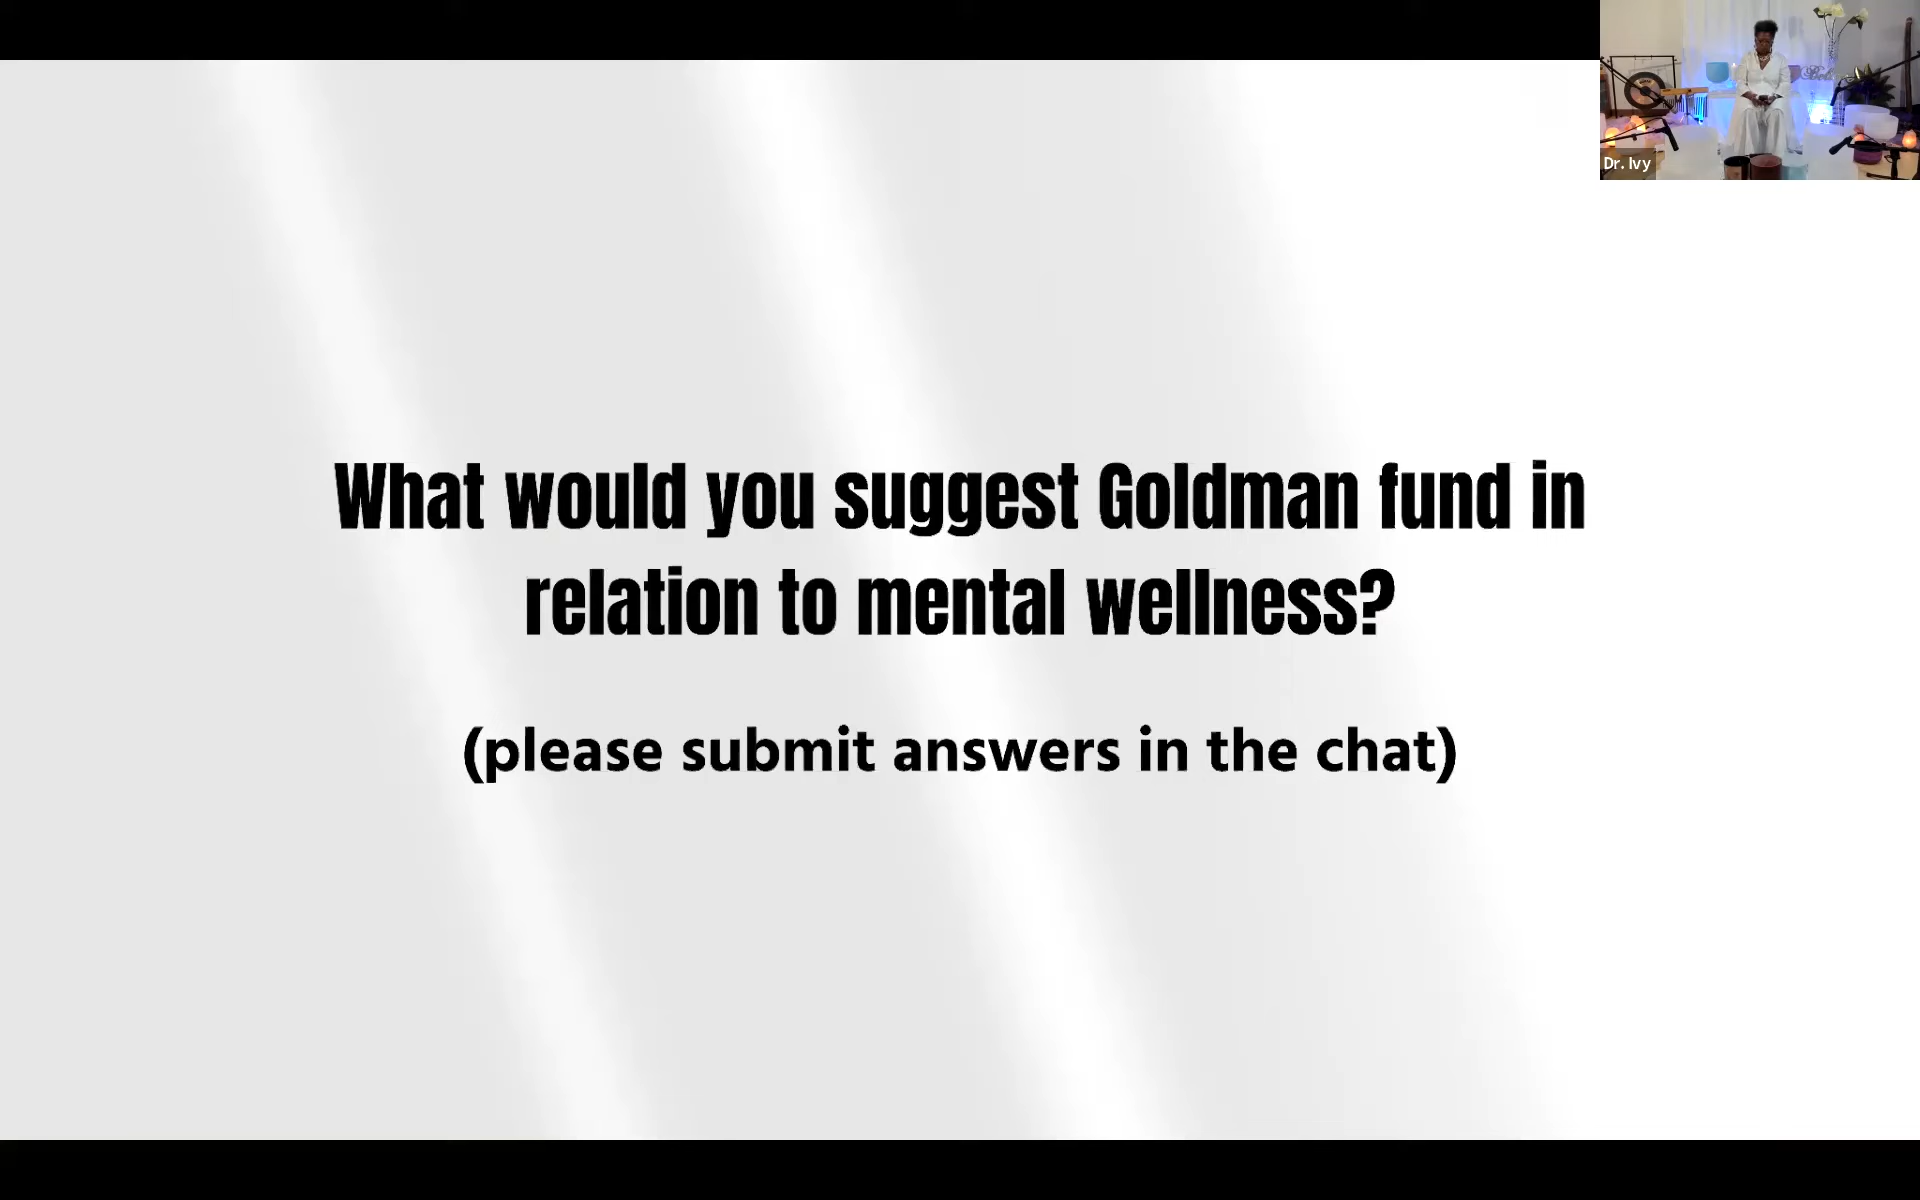 Dr. Ivy
What would you suggest Goldman fund in
relation to mental wellness?
(please submit answers in the chat)